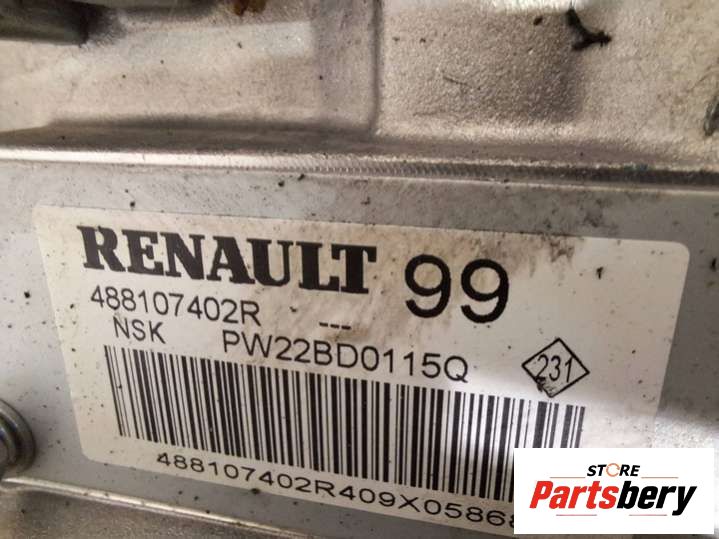 RENAULT 99
488107402R ---
NSK PW22BD0115Q
231
488107402R409X0586
STORE
Partsbery